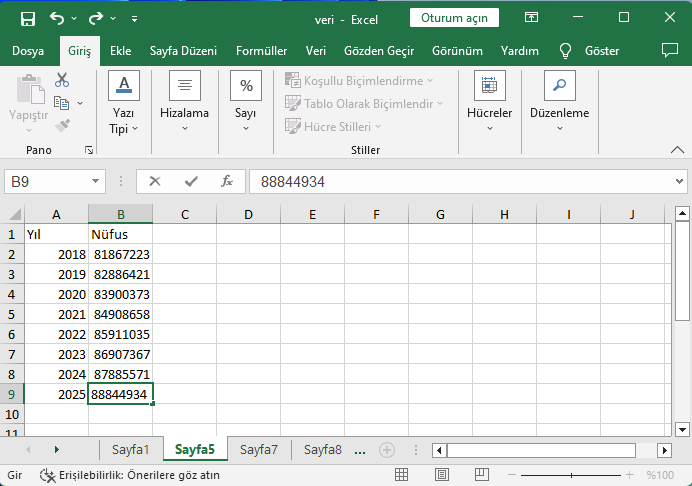 veri - Excel
Oturum açın
Dosya Giriş Ekle Sayfa Düzeni Formüller Veri Gözden Geçir Görünüm Yardım Göster
Yapıştır
Pano
A
Yazı Tipi
Hizalama
%
Sayı
Koşullu Biçimlendirme
Tablo Olarak Biçimlendir
Hücre Stilleri
Stiller
Hücreler
Düzenleme
B9 fx 88844934
A B C D E F G H I J
1 Yıl Nüfus
2 2018 81867223
3 2019 82886421
4 2020 83900373
5 2021 84908658
6 2022 85911035
7 2023 86907367
8 2024 87885571
9 2025 88844934
10
11
Sayfa1 Sayfa5 Sayfa7 Sayfa8 ...
Gir Erişilebilirlik: Önerilere göz atın %100